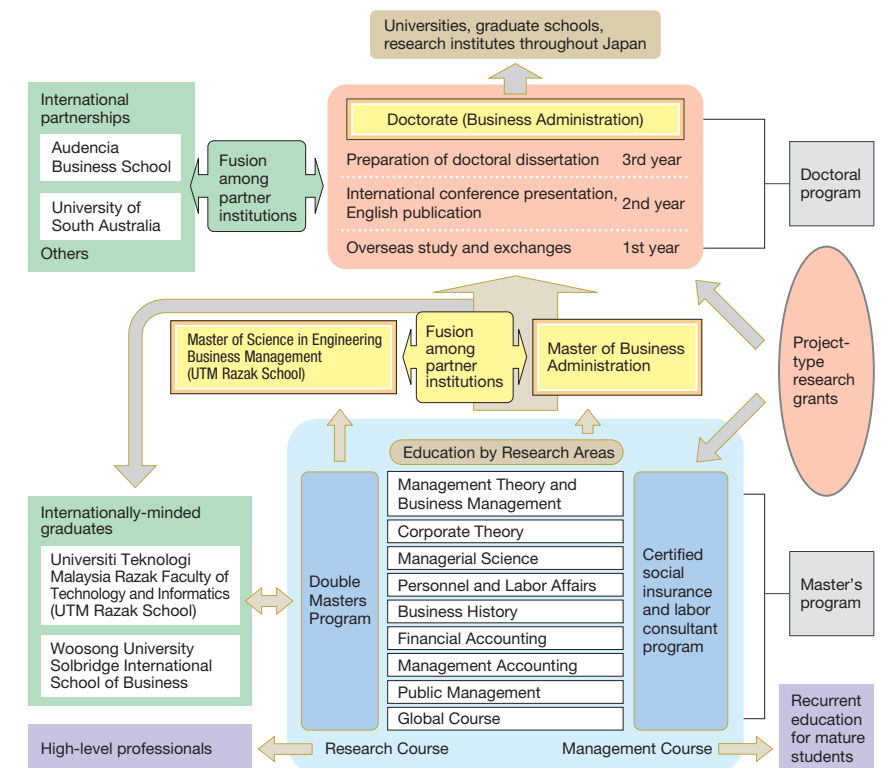 Universities, graduate schools,
research institutes throughout Japan
International
partnerships
Audencia
Business School
University of
South Australia
Others
Fusion
among
partner
institutions
Doctorate (Business Administration)
Preparation of doctoral dissertation 3rd year
International conference presentation,
English publication
2nd year
Overseas study and exchanges 1st year
Doctoral
program
Project-
type
research
grants
Master of Science in Engineering
Business Management
(UTM Razak School)
Fusion
among
partner
institutions
Master of Business
Administration
Education by Research Areas
Internationally-minded
graduates
Universiti Teknologi
Malaysia Razak Faculty of
Technology and Informatics
(UTM Razak School)
Woosong University
Solbridge International
School of Business
Double
Masters
Program
Management Theory and
Business Management
Corporate Theory
Managerial Science
Personnel and Labor Affairs
Business History
Financial Accounting
Management Accounting
Public Management
Global Course
Certified
social
insurance
and labor
consultant
program
Master's
program
High-level professionals
Research Course
Management Course
Recurrent
education
for mature
students